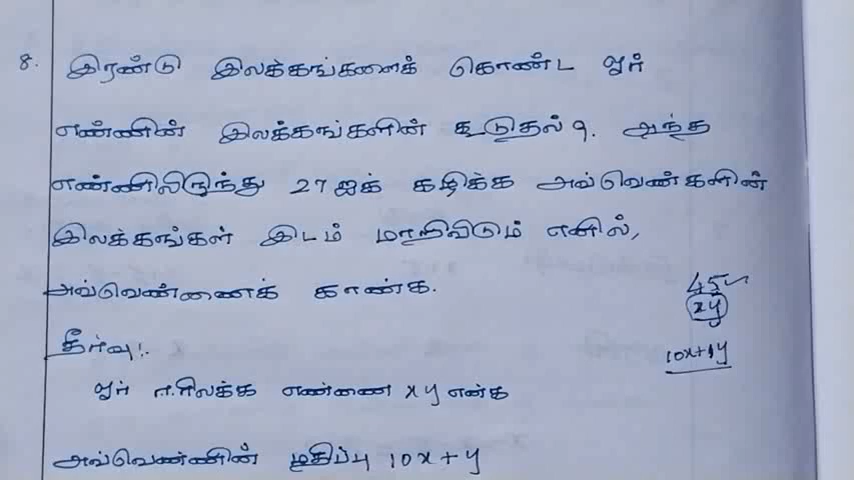 8. இரண்டு இலக்கங்களைக் கொண்ட ஓர்
எண்ணின் இலக்கங்களின் கூடுதல் 9. அந்த
எண்ணிலிருந்து 27 ஐக் கழிக்க அவ்வெண்களின்
இலக்கங்கள் இடம் மாறிவிடும் எனில்,
அவ்வெண்ணைக் காண்க.
45
xy
10x+1y
தீர்வு:
ஓர் ஈரிலக்க எண்ணை xy என்க
அவ்வெண்ணின் மதிப்பு 10x+y